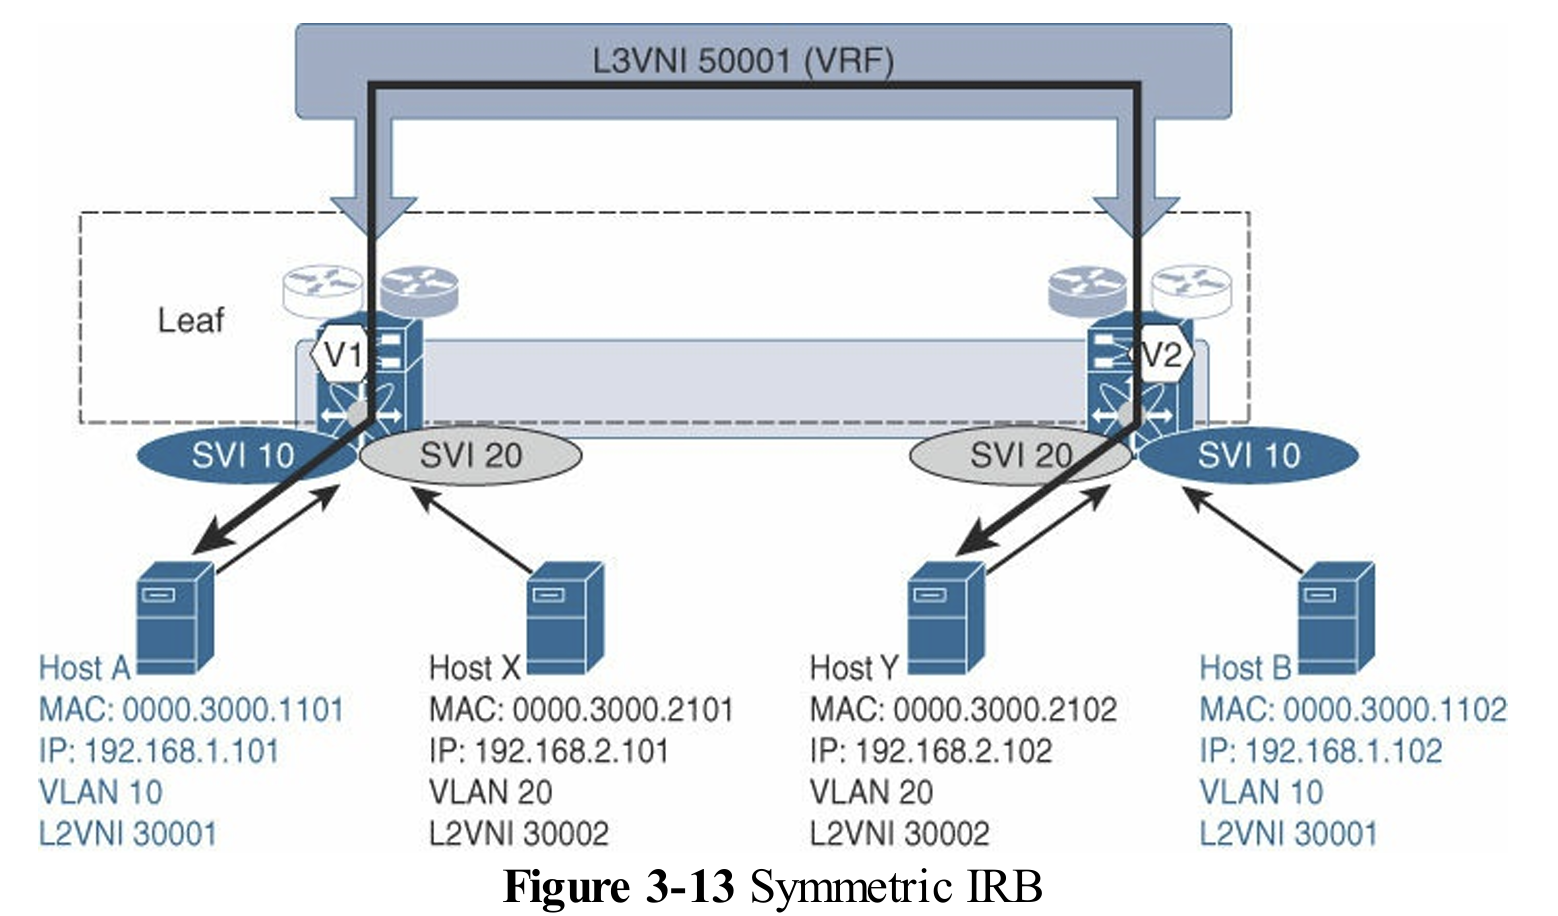 L3VNI 50001 (VRF)
Leaf
V1
V2
SVI 10
SVI 20
SVI 20
SVI 10
Host A
MAC: 0000.3000.1101
IP: 192.168.1.101
VLAN 10
L2VNI 30001
Host X
MAC: 0000.3000.2101
IP: 192.168.2.101
VLAN 20
L2VNI 30002
Host Y
MAC: 0000.3000.2102
IP: 192.168.2.102
VLAN 20
L2VNI 30002
Host B
MAC: 0000.3000.1102
IP: 192.168.1.102
VLAN 10
L2VNI 30001
Figure 3-13 Symmetric IRB